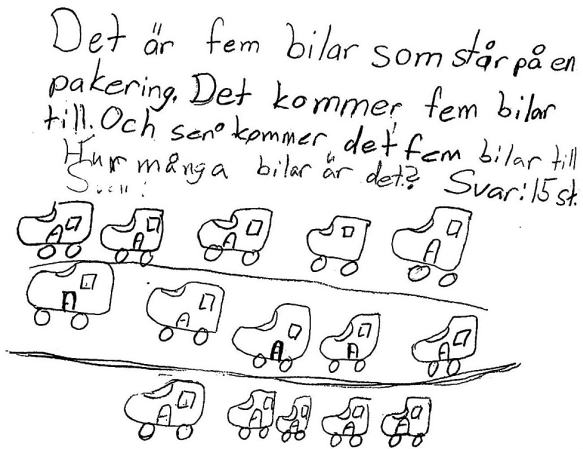 Det är fem bilar som står på en
pakering. Det kommer fem bilar
till. Och sen kommer det fem bilar till
Hur många bilar är det? Svar: 15 st.
A A A A
A A A A A
A A A A A